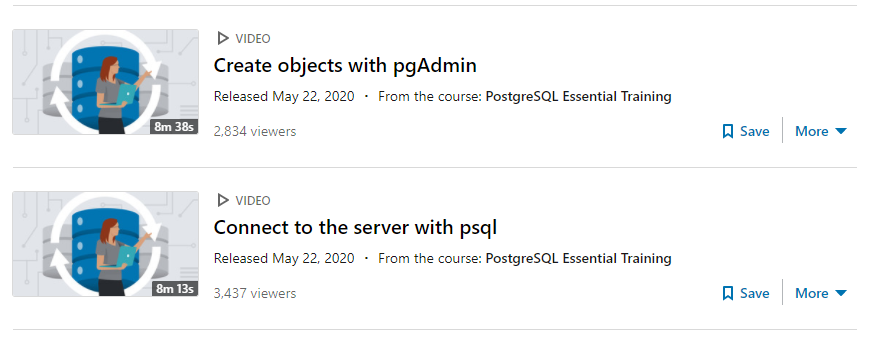 VIDEO
Create objects with pgAdmin
Released May 22, 2020 · From the course: PostgreSQL Essential Training
8m 38s
2,834 viewers
Save
More
VIDEO
Connect to the server with psql
Released May 22, 2020 · From the course: PostgreSQL Essential Training
8m 13s
3,437 viewers
Save
More